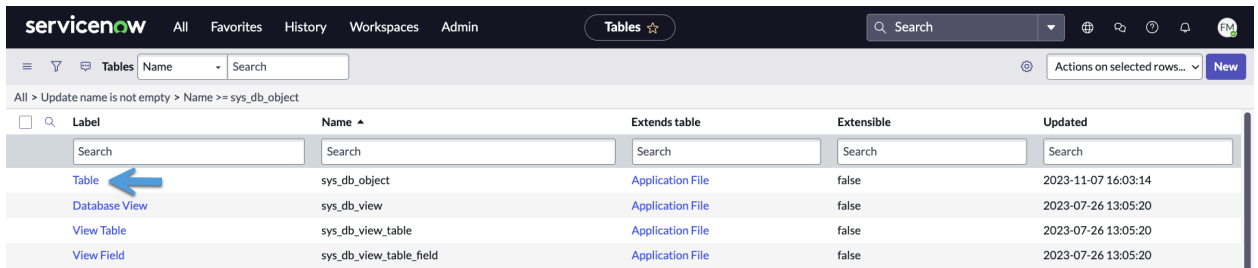 servicenow All Favorites History Workspaces Admin Tables Search FM
Tables Name Search Actions on selected rows... New
All > Update name is not empty > Name >= sys_db_object
Label Name Extends table Extensible Updated
Search Search Search Search Search
Table sys_db_object Application File false 2023-11-07 16:03:14
Database View sys_db_view Application File false 2023-07-26 13:05:20
View Table sys_db_view_table Application File false 2023-07-26 13:05:20
View Field sys_db_view_table_field Application File false 2023-07-26 13:05:20